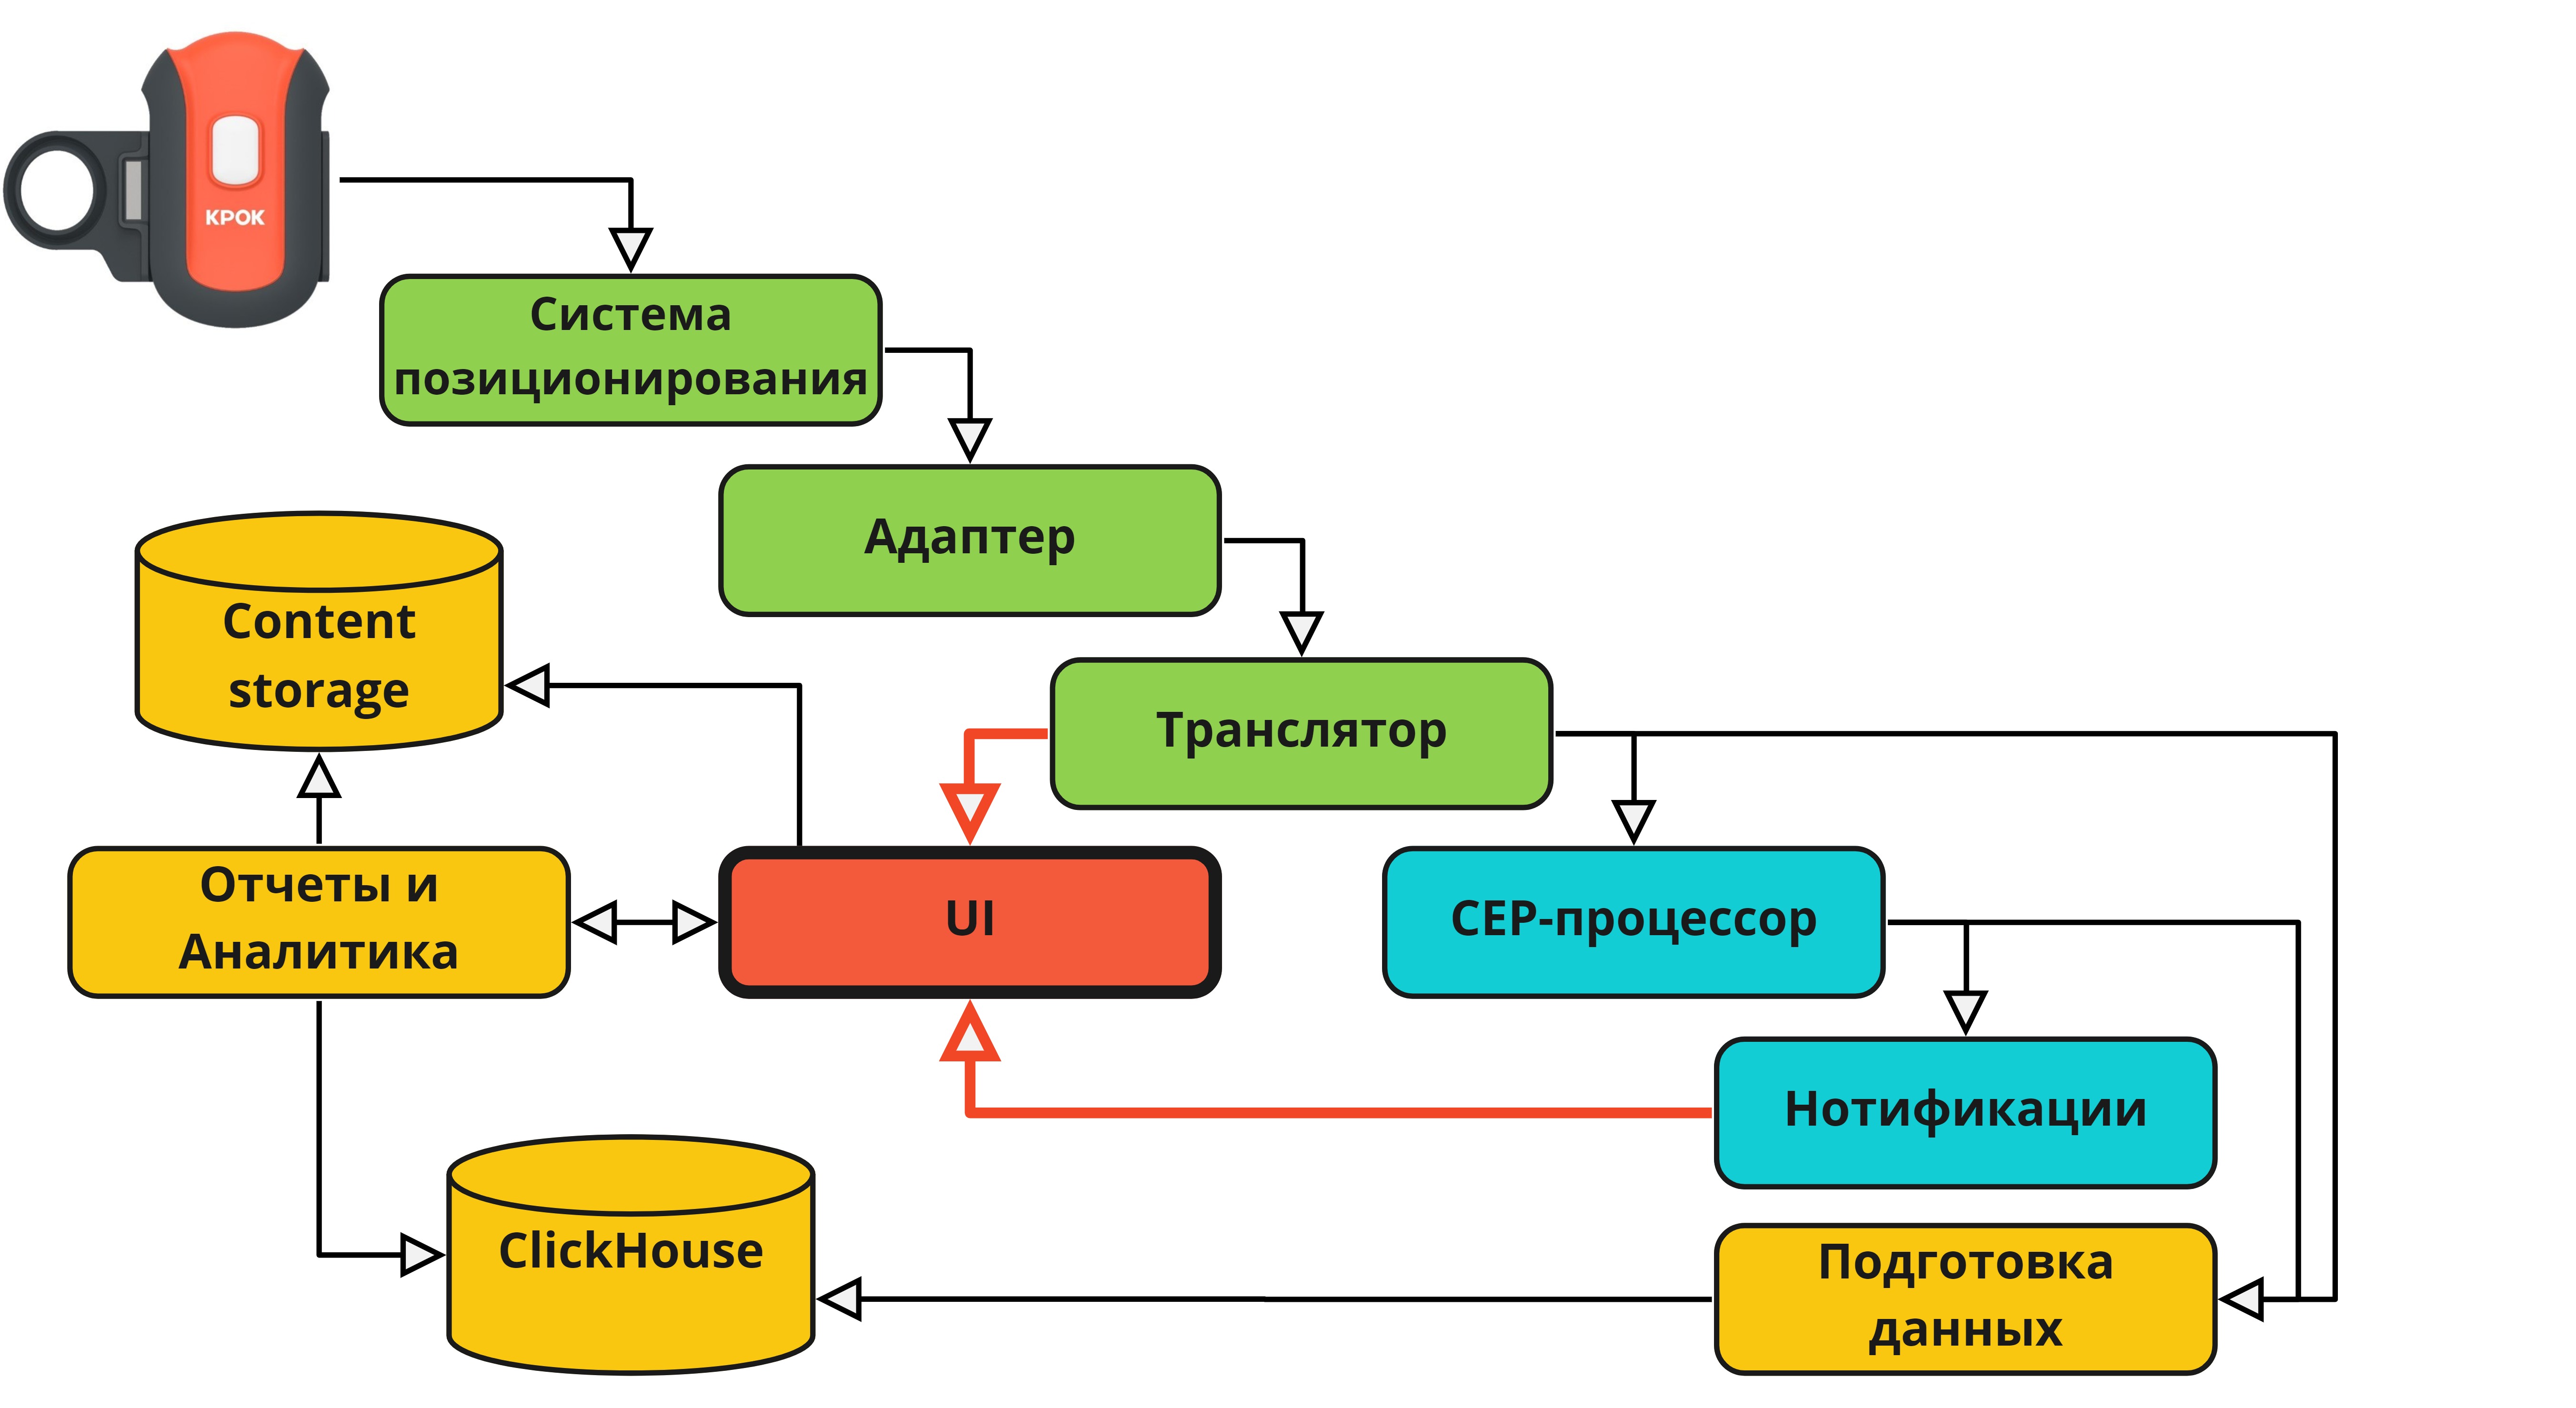 КРОК
Система
позиционирования
Адаптер
Content
storage
Транслятор
Отчеты и
Аналитика
UI
CEP-процессор
Нотификации
ClickHouse
Подготовка
данных